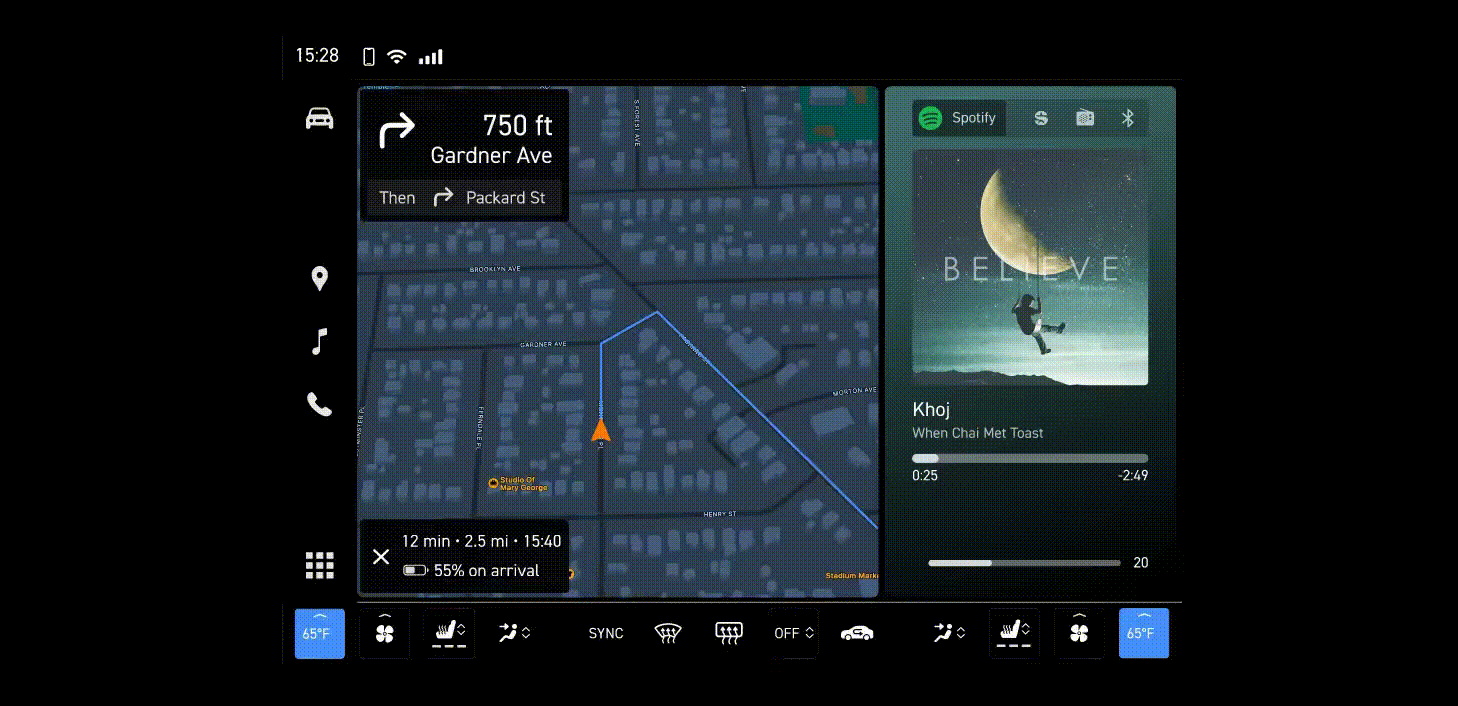 15:28
750 ft
Gardner Ave
Then Packard St
S FOREST AVE
BROOKLYN AVE
GARDNER AVE
MORTON AVE
FERNDALE PL
PL
Studio Of
Mary George
HENRY ST
12 min • 2.5 mi • 15:40
55% on arrival
Spotify
BELIEVE
Khoj
When Chai Met Toast
0:25 -2:49
20
65°F
SYNC
OFF
65°F